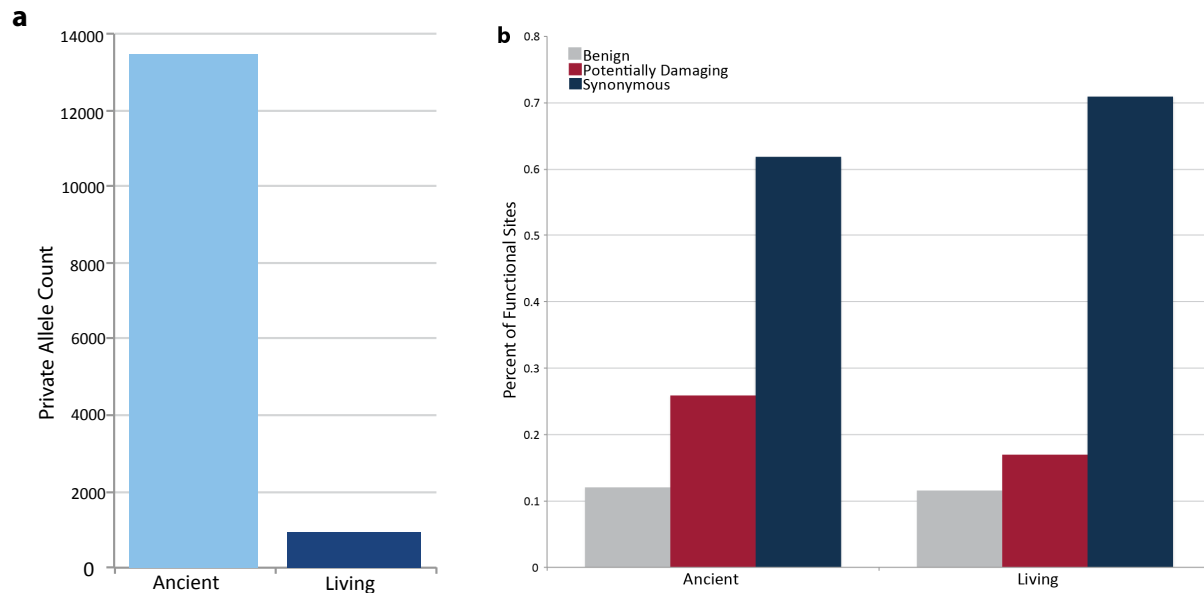 a
14000
12000
10000
8000
6000
4000
2000
0
Private Allele Count
Ancient Living
b
0.8
0.7
0.6
0.5
0.4
0.3
0.2
0.1
0
Percent of Functional Sites
Benign
Potentially Damaging
Synonymous
Ancient Living